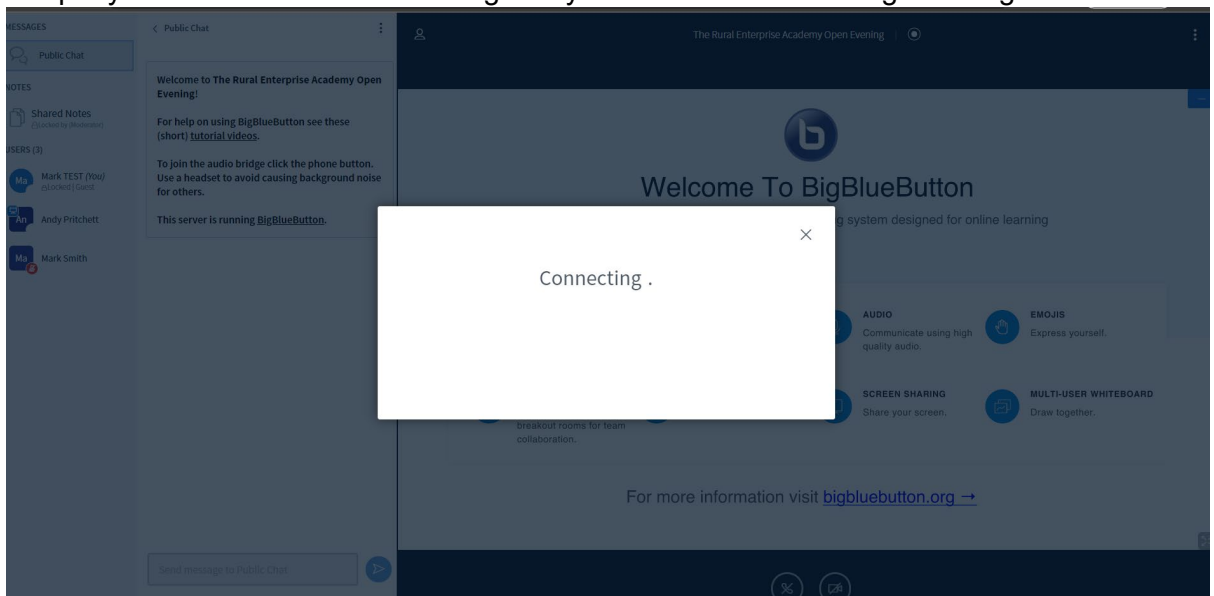 MESSAGES
Public Chat
NOTES
Shared Notes
USERS (3)
Ma
Mark TEST (You)
Locked | Guest
An
Andy Pritchett
Ma
Mark Smith
Public Chat
Welcome to The Rural Enterprise Academy Open
Evening!
For help on using BigBlueButton see these
(short) tutorial videos.
To join the audio bridge click the phone button.
Use a headset to avoid causing background noise
for others.
This server is running BigBlueButton.
Send message to Public Chat
The Rural Enterprise Academy Open Evening
b
Welcome To BigBlueButton
g system designed for online learning
Connecting .
AUDIO
Communicate using high
quality audio.
EMOJIS
Express yourself.
breakout rooms for team
collaboration.
SCREEN SHARING
Share your screen.
MULTI-USER WHITEBOARD
Draw together.
For more information visit bigbluebutton.org →